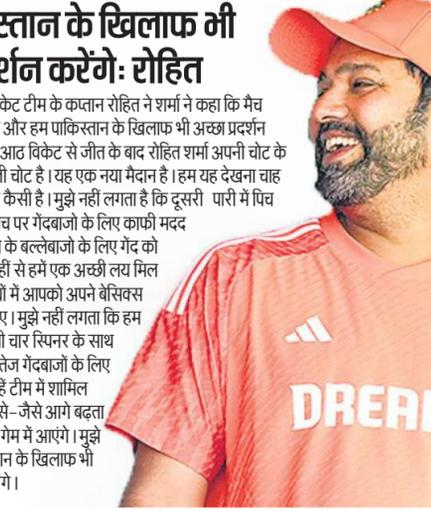 स्तान के खिलाफ भी
र्शन करेंगेः रोहित
केट टीम के कप्तान रोहित ने शर्मा ने कहा कि मैच
और हम पाकिस्तान के खिलाफ भी अच्छा प्रदर्शन
आठ विकेट से जीत के बाद रोहित शर्मा अपनी चोट के
चोट है । यह एक नया मैदान है । हम यह देखना चाह
कैसी है । मुझे नहीं लगता है कि दूसरी पारी में पिच
च पर गेंदबाजो के लिए काफी मदद
के बल्लेबाजो के लिए गेंद को
हीं से हमें एक अच्छी लय मिल
में आपको अपने बेसिक्स
ए । मुझे नहीं लगता कि हम
चार स्पिनर के साथ
तेज गेंदबाजों के लिए
हें टीम में शामिल
से-जैसे आगे बढ़ता
गेम में आएंगे । मुझे
ान के खिलाफ भी
गे ।
DREA